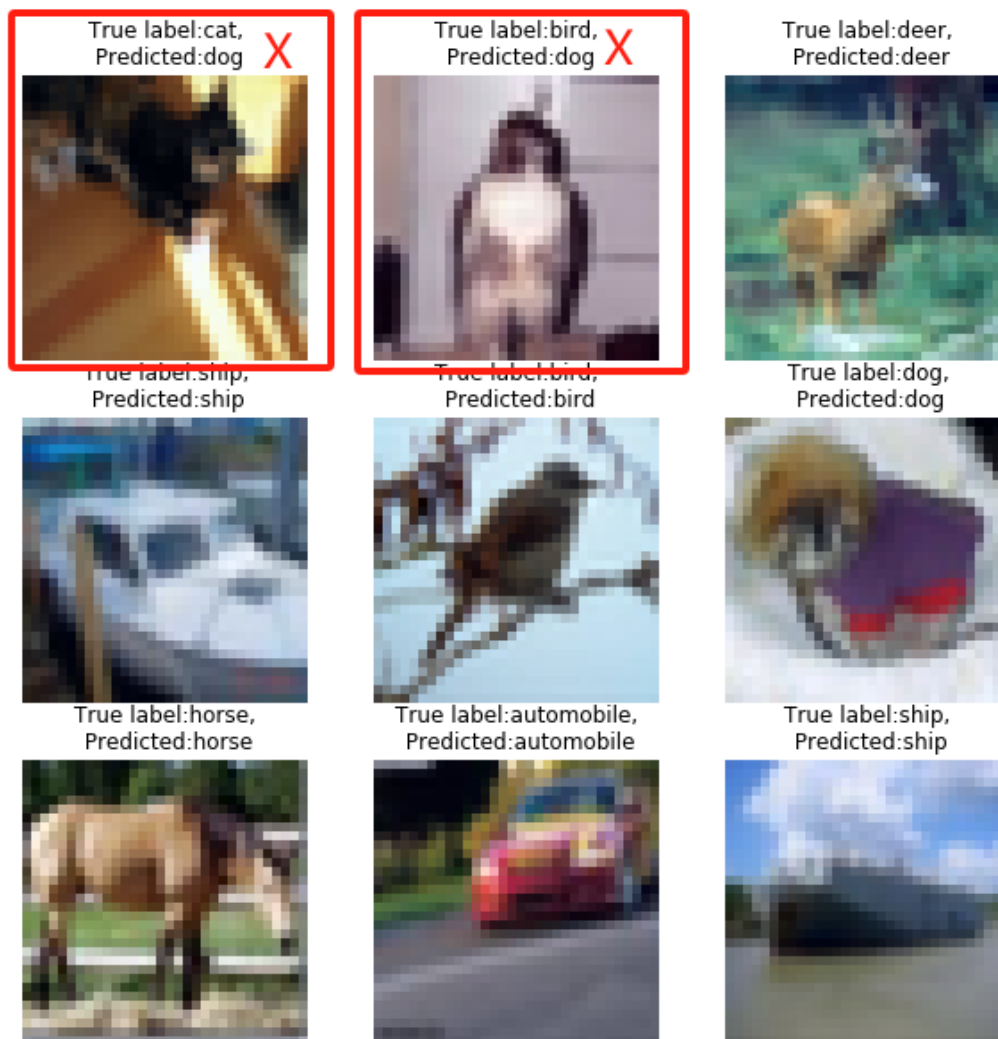 True label:cat,
Predicted:dog X
True label:bird,
Predicted:dog X
True label:deer,
Predicted:deer
True label:ship,
Predicted:ship
True label:bird,
Predicted:bird
True label:dog,
Predicted:dog
True label:horse,
Predicted:horse
True label:automobile,
Predicted:automobile
True label:ship,
Predicted:ship